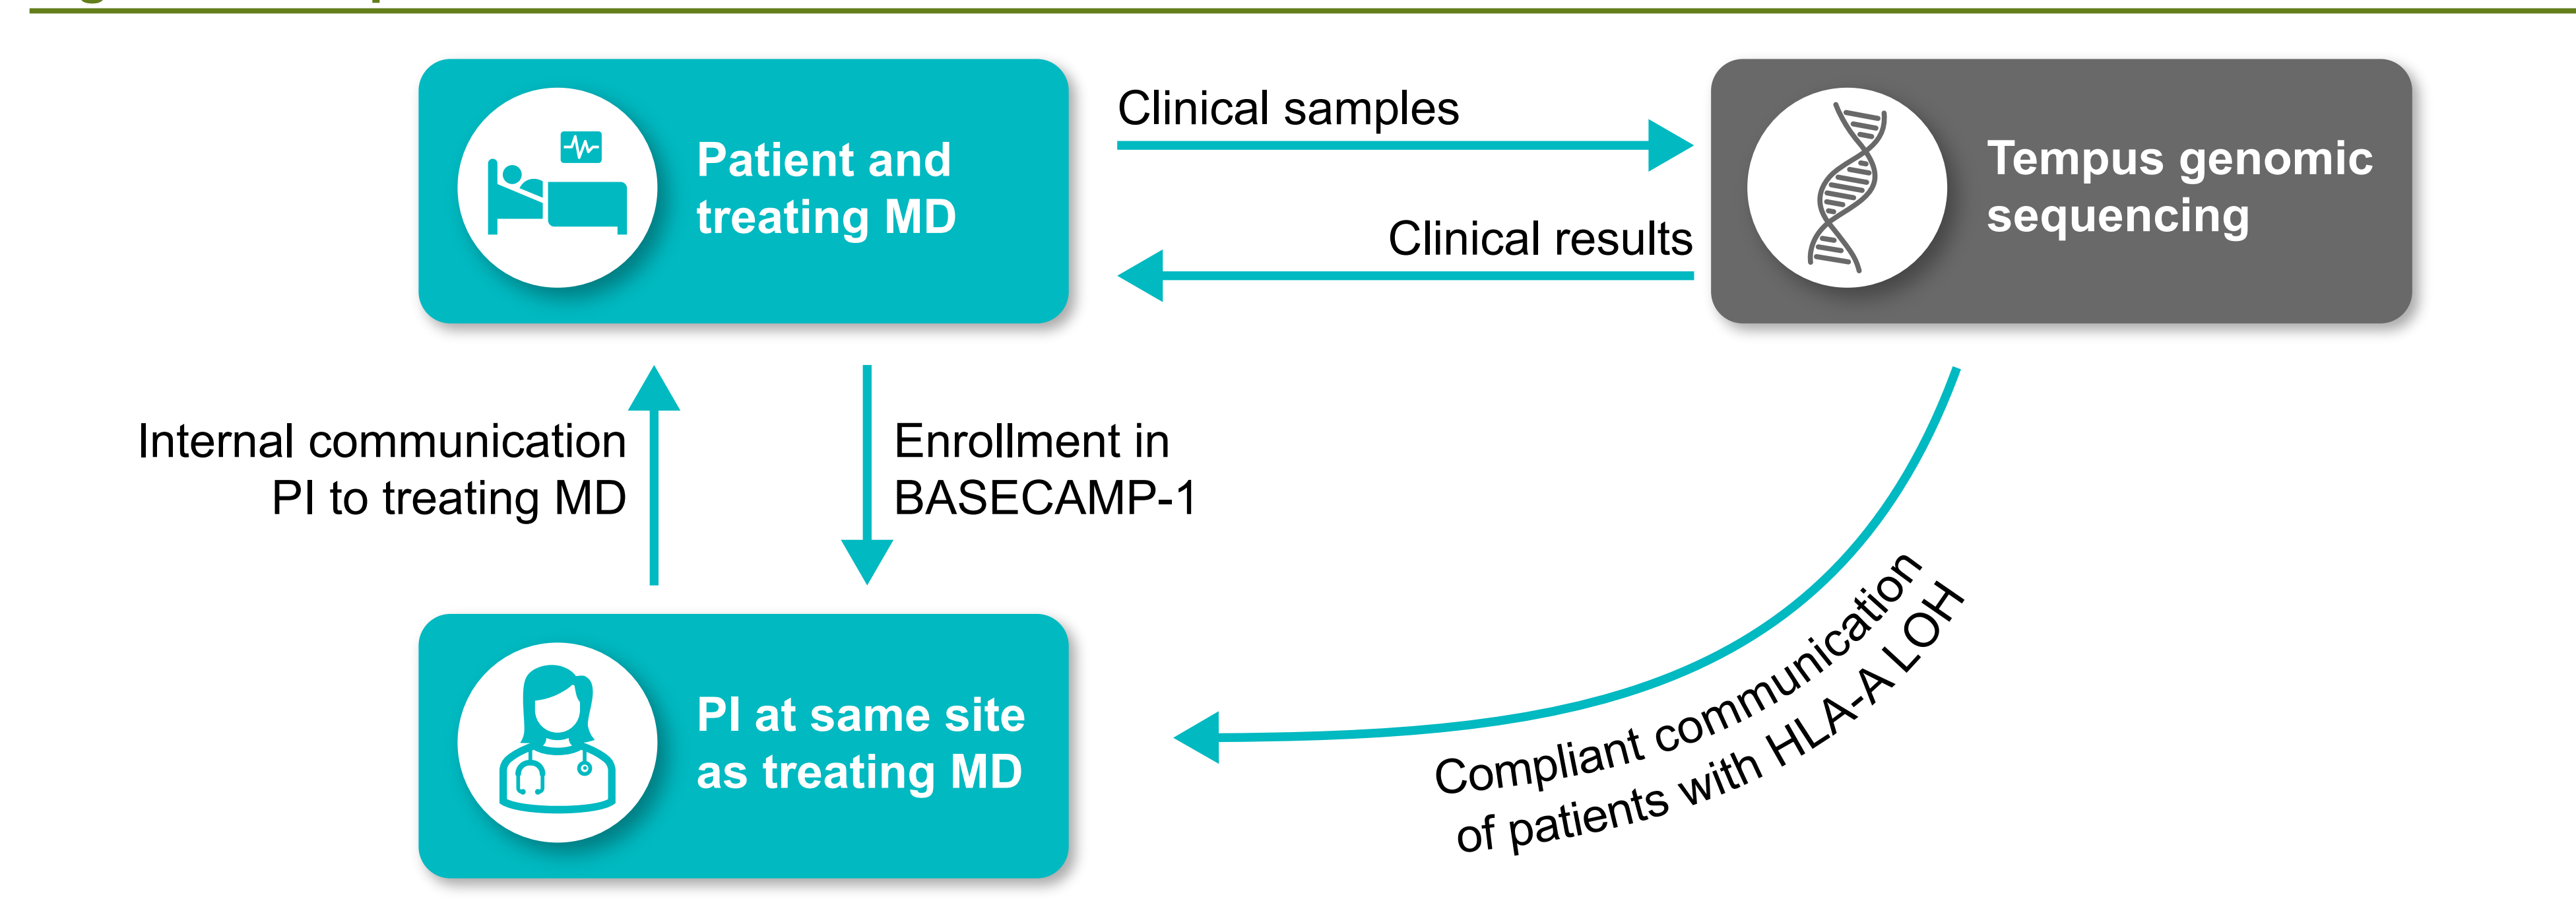 Patient and
treating MD
Clinical samples
Clinical results
Tempus genomic
sequencing
Internal communication
PI to treating MD
Enrollment in
BASECAMP-1
PI at same site
as treating MD
Compliant communication
of patients with HLA-A LOH